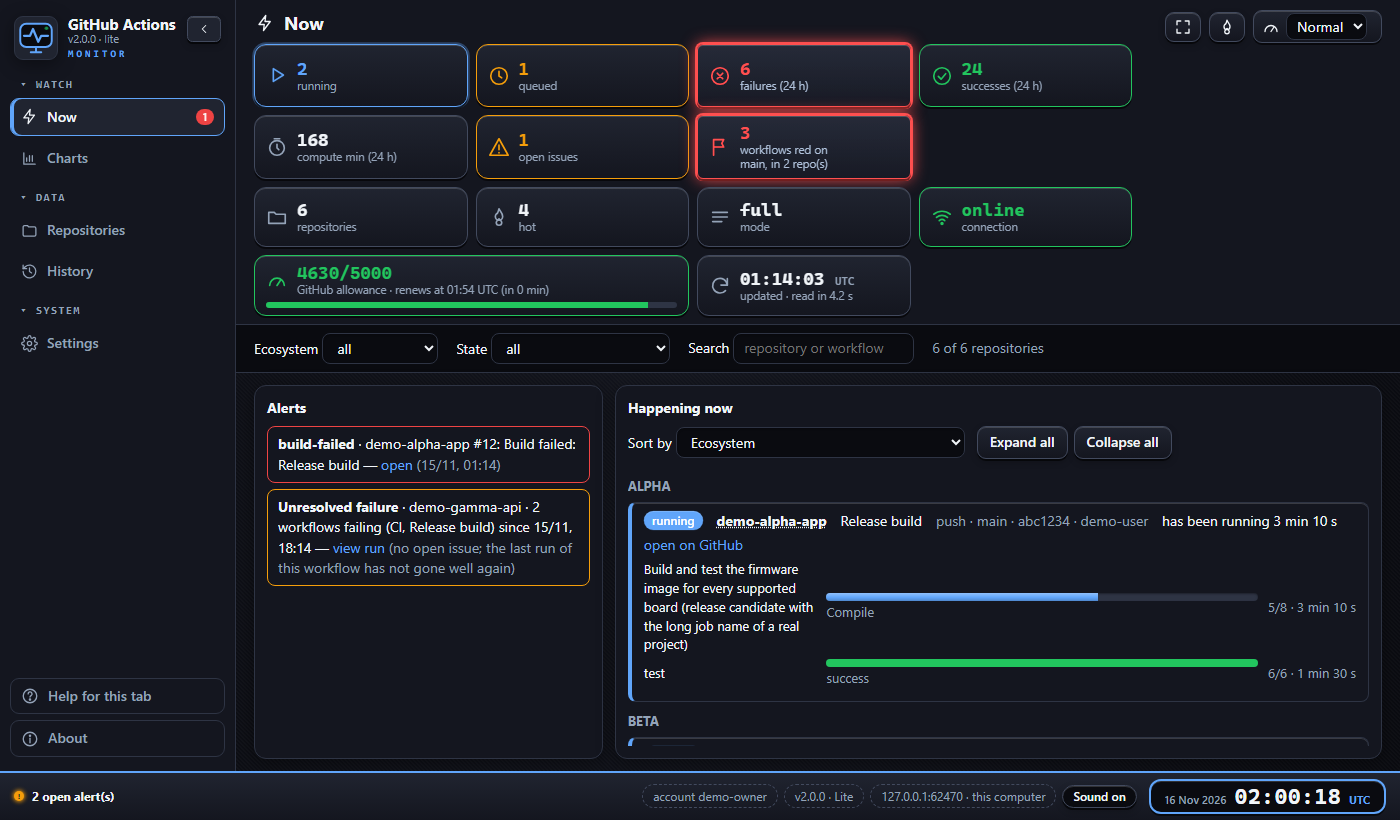 GitHub Actions
v2.0.0 · lite
MONITOR
WATCH
Now
1
Charts
DATA
Repositories
History
SYSTEM
Settings
Help for this tab
About
Now
Normal
2
running
1
queued
6
failures (24 h)
24
successes (24 h)
168
compute min (24 h)
1
open issues
3
workflows red on
main, in 2 repo(s)
6
repositories
4
hot
full
mode
online
connection
4630/5000
GitHub allowance · renews at 01:54 UTC (in 0 min)
01:14:03 UTC
updated · read in 4.2 s
Ecosystem all
State all
Search repository or workflow
6 of 6 repositories
Alerts
build-failed · demo-alpha-app #12: Build failed:
Release build — open (15/11, 01:14)
Unresolved failure · demo-gamma-api · 2
workflows failing (CI, Release build) since 15/11,
18:14 — view run (no open issue; the last run of
this workflow has not gone well again)
Happening now
Sort by Ecosystem
Expand all
Collapse all
ALPHA
running demo-alpha-app Release build push · main · abc1234 · demo-user has been running 3 min 10 s
open on GitHub
Build and test the firmware
image for every supported
board (release candidate with
the long job name of a real
project)
Compile
5/8 · 3 min 10 s
test
success
6/6 · 1 min 30 s
BETA
2 open alert(s)
account demo-owner
v2.0.0 · Lite
127.0.0.1:62470 · this computer
Sound on
16 Nov 2026 02:00:18 UTC